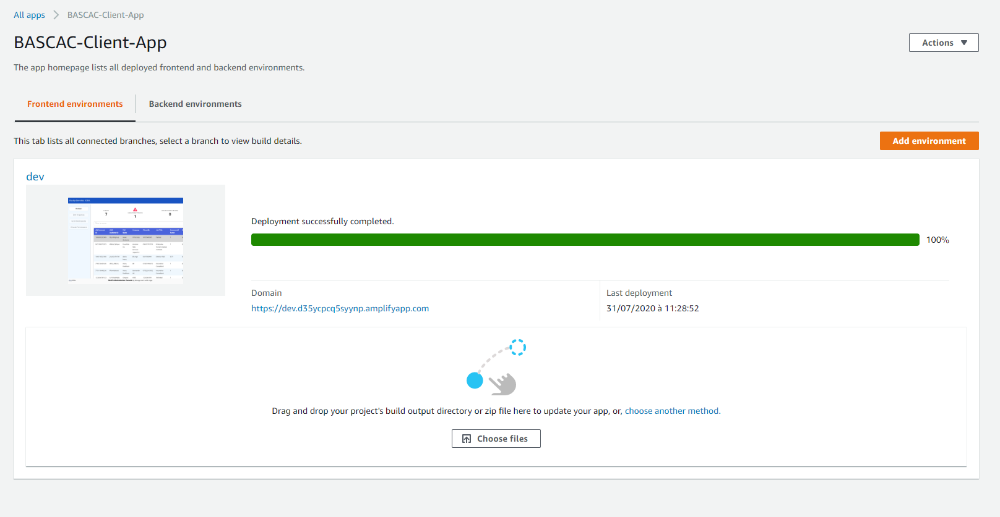 All apps
BASCAC-Client-App
BASCAC-Client-App
Actions
The app homepage lists all deployed frontend and backend environments.
Frontend environments
Backend environments
This tab lists all connected branches, select a branch to view build details.
Add environment
dev
7
1
0
Deployment successfully completed.
100%
Domain
https://dev.d35ycpcq5syynp.amplifyapp.com
Last deployment
31/07/2020 à 11:28:52
Drag and drop your project's build output directory or zip file here to update your app, or, choose another method.
Choose files